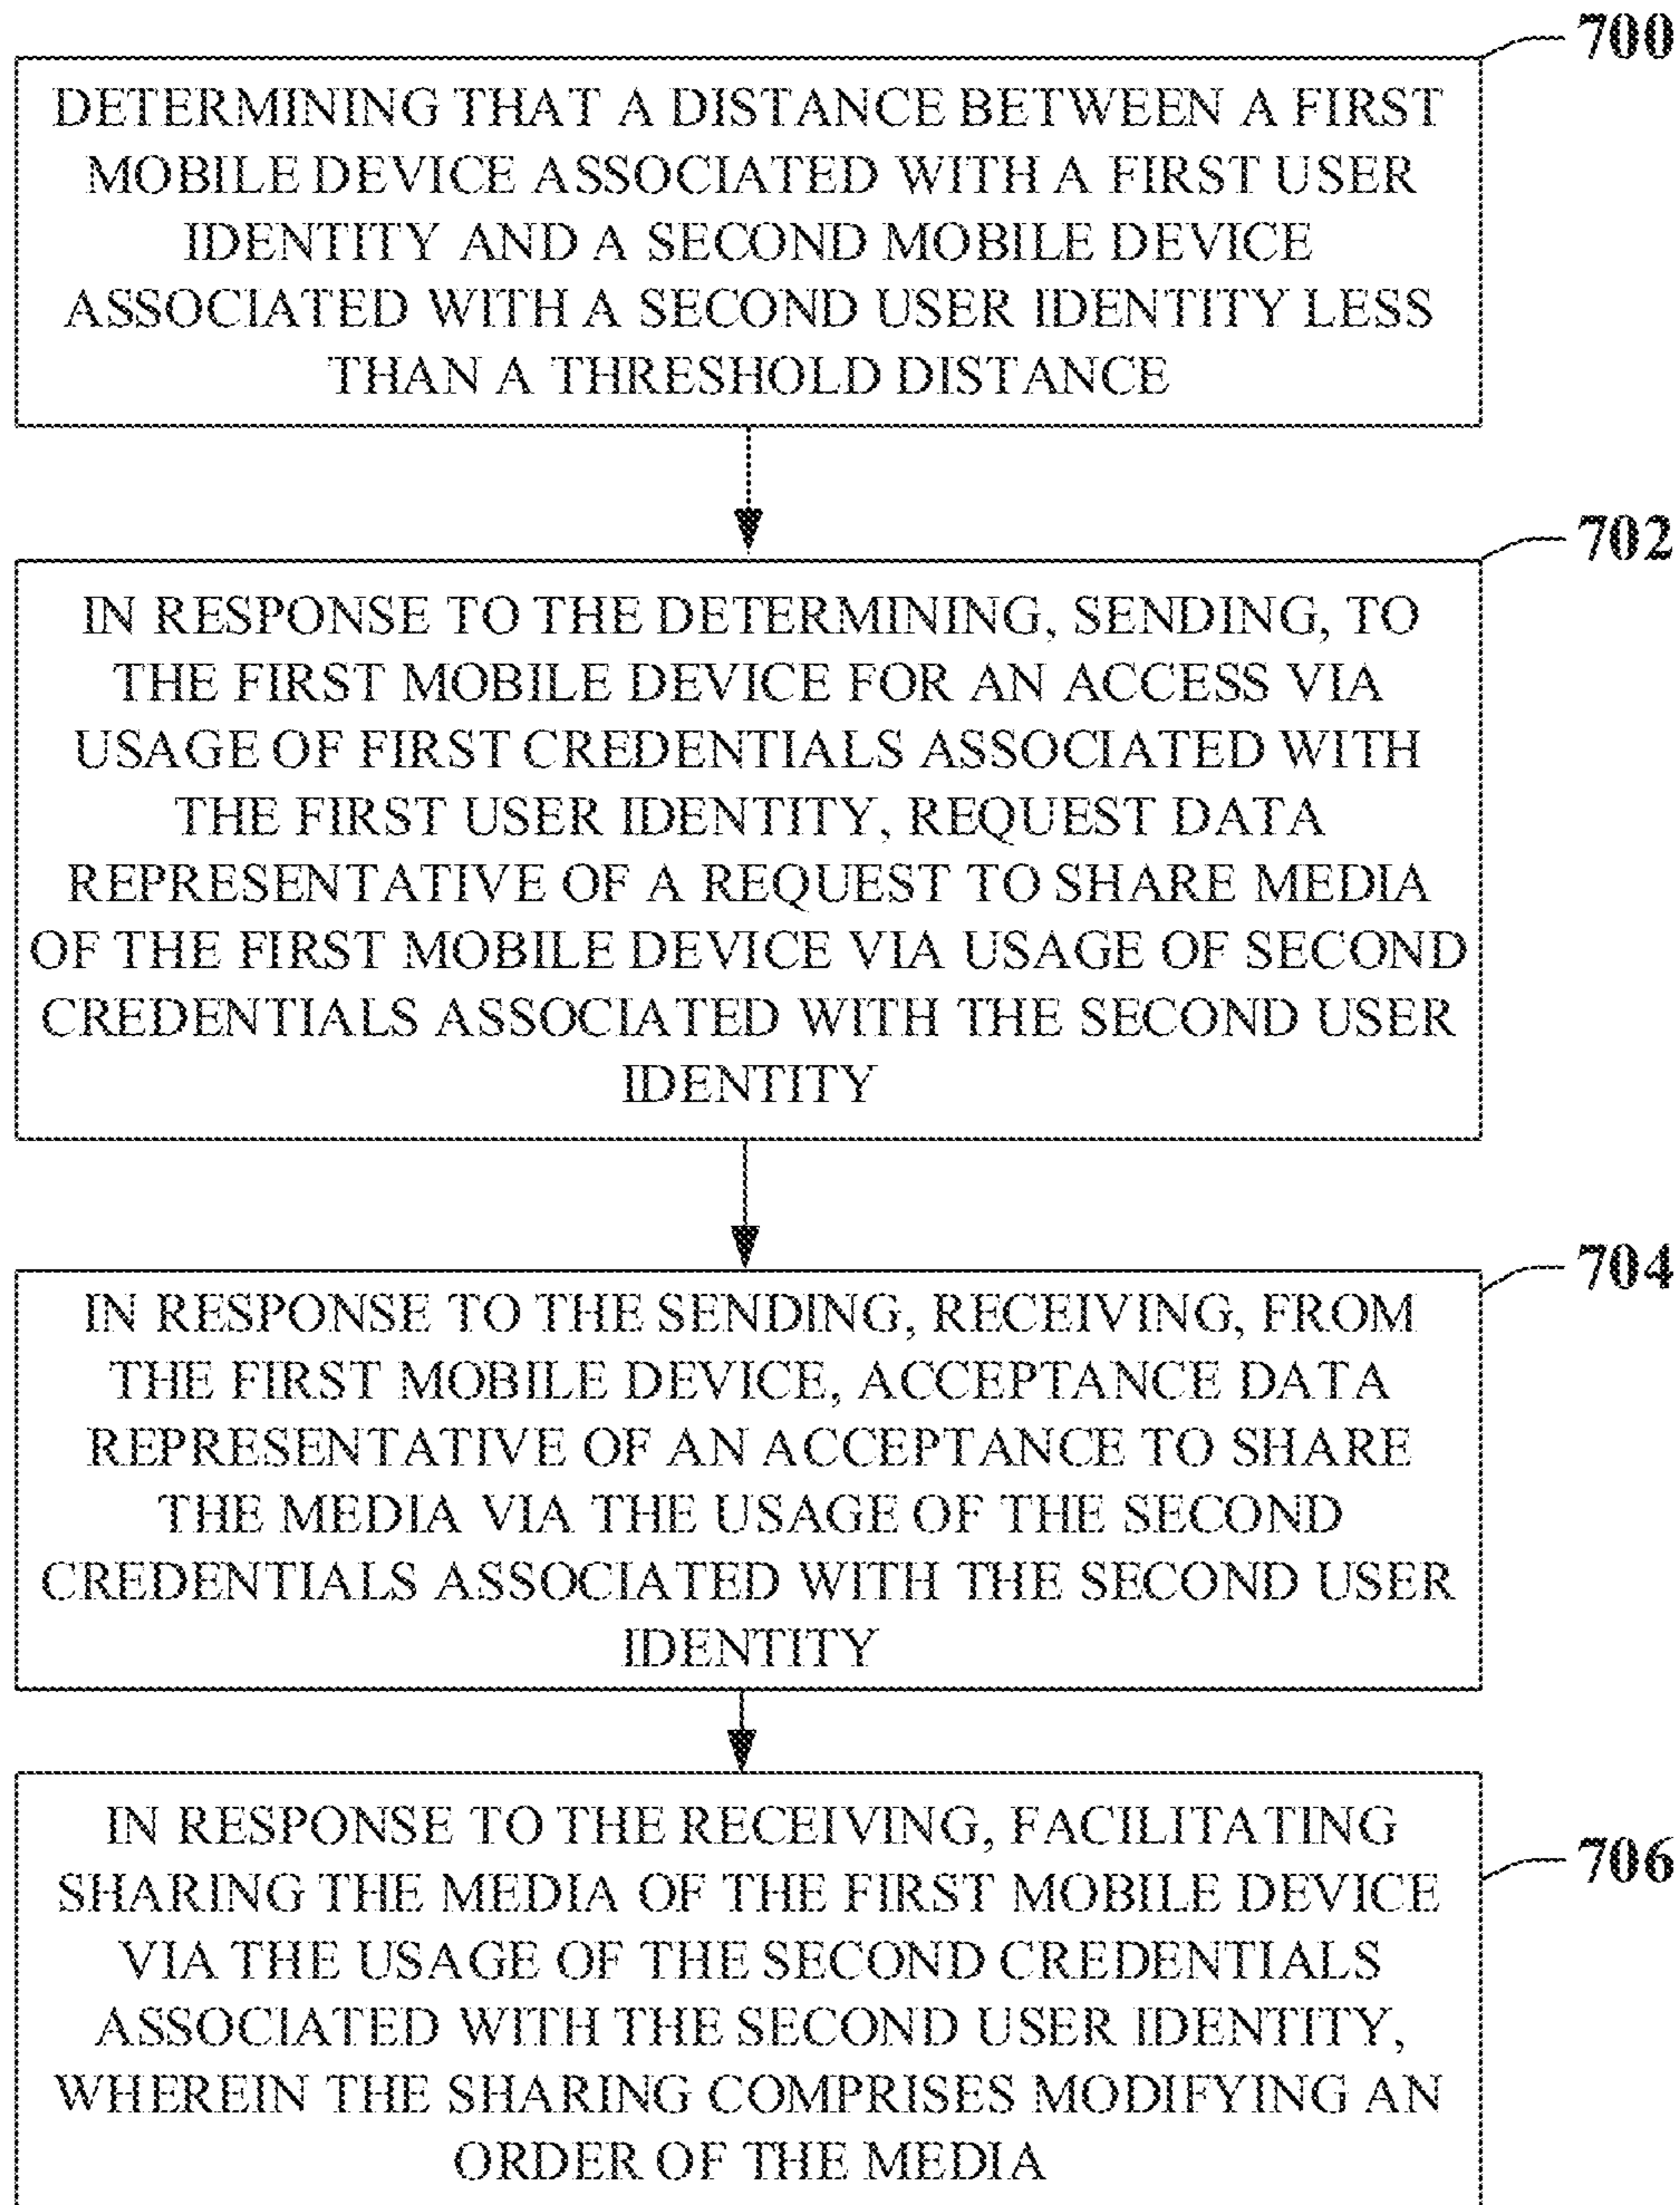 700
DETERMINING THAT A DISTANCE BETWEEN A FIRST
MOBILE DEVICE ASSOCIATED WITH A FIRST USER
IDENTITY AND A SECOND MOBILE DEVICE
ASSOCIATED WITH A SECOND USER IDENTITY LESS
THAN A THRESHOLD DISTANCE
702
IN RESPONSE TO THE DETERMINING, SENDING, TO
THE FIRST MOBILE DEVICE FOR AN ACCESS VIA
USAGE OF FIRST CREDENTIALS ASSOCIATED WITH
THE FIRST USER IDENTITY, REQUEST DATA
REPRESENTATIVE OF A REQUEST TO SHARE MEDIA
OF THE FIRST MOBILE DEVICE VIA USAGE OF SECOND
CREDENTIALS ASSOCIATED WITH THE SECOND USER
IDENTITY
704
IN RESPONSE TO THE SENDING, RECEIVING, FROM
THE FIRST MOBILE DEVICE, ACCEPTANCE DATA
REPRESENTATIVE OF AN ACCEPTANCE TO SHARE
THE MEDIA VIA THE USAGE OF THE SECOND
CREDENTIALS ASSOCIATED WITH THE SECOND USER
IDENTITY
706
IN RESPONSE TO THE RECEIVING, FACILITATING
SHARING THE MEDIA OF THE FIRST MOBILE DEVICE
VIA THE USAGE OF THE SECOND CREDENTIALS
ASSOCIATED WITH THE SECOND USER IDENTITY,
WHEREIN THE SHARING COMPRISES MODIFYING AN
ORDER OF THE MEDIA